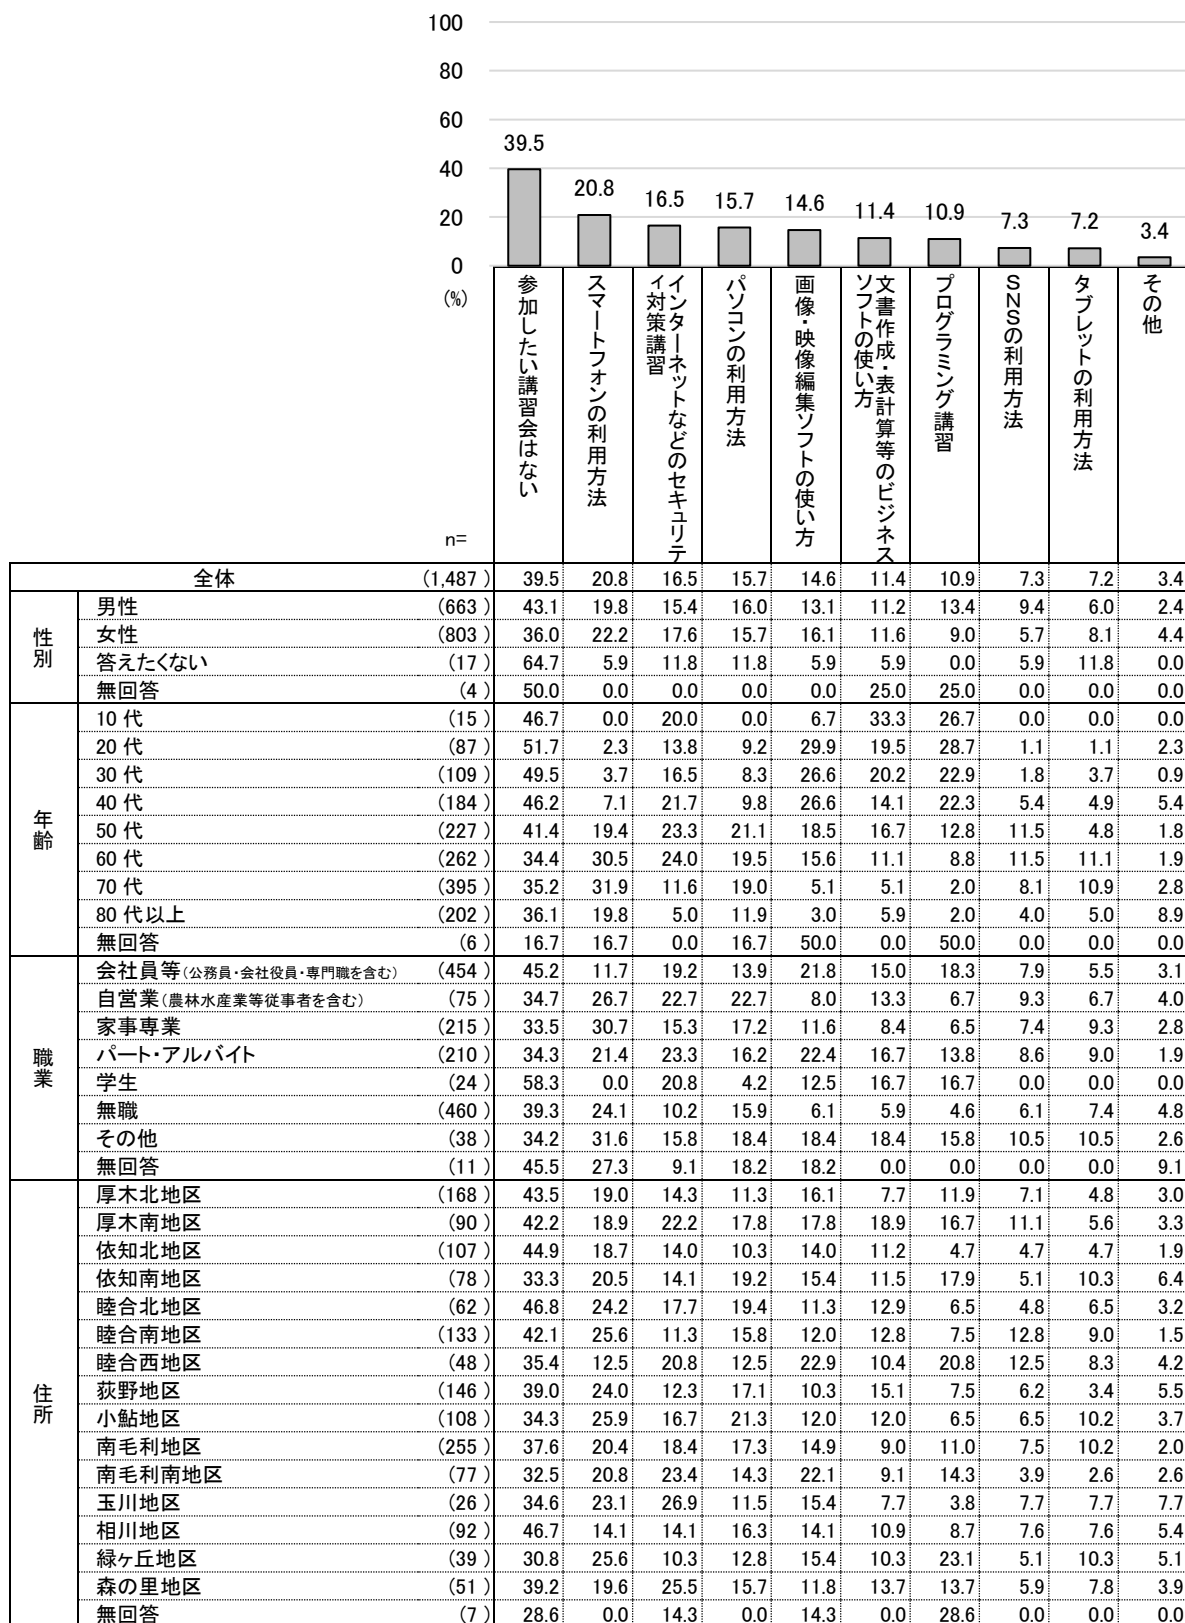 100
80
60
40
20
0
(%)
39.5
20.8
16.5
15.7
14.6
11.4
10.9
7.3
7.2
3.4
参加したい講習会はない
スマートフォンの利用方法
インターネットなどのセキュリテ
ィ対策講習
パソコンの利用方法
画像・映像編集ソフトの使い方
文書作成・表計算等のビジネス
ソフトの使い方
プログラミング講習
SNSの利用方法
タブレットの利用方法
その他
n=
全体 (1,487) 39.5 20.8 16.5 15.7 14.6 11.4 10.9 7.3 7.2 3.4
性別
男性 (663) 43.1 19.8 15.4 16.0 13.1 11.2 13.4 9.4 6.0 2.4
女性 (803) 36.0 22.2 17.6 15.7 16.1 11.6 9.0 5.7 8.1 4.4
答えたくない (17) 64.7 5.9 11.8 11.8 5.9 5.9 0.0 5.9 11.8 0.0
無回答 (4) 50.0 0.0 0.0 0.0 0.0 25.0 25.0 0.0 0.0 0.0
年齢
10代 (15) 46.7 0.0 20.0 0.0 6.7 33.3 26.7 0.0 0.0 0.0
20代 (87) 51.7 2.3 13.8 9.2 29.9 19.5 28.7 1.1 1.1 2.3
30代 (109) 49.5 3.7 16.5 8.3 26.6 20.2 22.9 1.8 3.7 0.9
40代 (184) 46.2 7.1 21.7 9.8 26.6 14.1 22.3 5.4 4.9 5.4
50代 (227) 41.4 19.4 23.3 21.1 18.5 16.7 12.8 11.5 4.8 1.8
60代 (262) 34.4 30.5 24.0 19.5 15.6 11.1 8.8 11.5 11.1 1.9
70代 (395) 35.2 31.9 11.6 19.0 5.1 5.1 2.0 8.1 10.9 2.8
80代以上 (202) 36.1 19.8 5.0 11.9 3.0 5.9 2.0 4.0 5.0 8.9
無回答 (6) 16.7 16.7 0.0 16.7 50.0 0.0 50.0 0.0 0.0 0.0
職業
会社員等(公務員・会社役員・専門職を含む) (454) 45.2 11.7 19.2 13.9 21.8 15.0 18.3 7.9 5.5 3.1
自営業(農林水産業等従事者を含む) (75) 34.7 26.7 22.7 22.7 8.0 13.3 6.7 9.3 6.7 4.0
家事専業 (215) 33.5 30.7 15.3 17.2 11.6 8.4 6.5 7.4 9.3 2.8
パート・アルバイト (210) 34.3 21.4 23.3 16.2 22.4 16.7 13.8 8.6 9.0 1.9
学生 (24) 58.3 0.0 20.8 4.2 12.5 16.7 16.7 0.0 0.0 0.0
無職 (460) 39.3 24.1 10.2 15.9 6.1 5.9 4.6 6.1 7.4 4.8
その他 (38) 34.2 31.6 15.8 18.4 18.4 18.4 15.8 10.5 10.5 2.6
無回答 (11) 45.5 27.3 9.1 18.2 18.2 0.0 0.0 0.0 0.0 9.1
住所
厚木北地区 (168) 43.5 19.0 14.3 11.3 16.1 7.7 11.9 7.1 4.8 3.0
厚木南地区 (90) 42.2 18.9 22.2 17.8 17.8 18.9 16.7 11.1 5.6 3.3
依知北地区 (107) 44.9 18.7 14.0 10.3 14.0 11.2 4.7 4.7 4.7 1.9
依知南地区 (78) 33.3 20.5 14.1 19.2 15.4 11.5 17.9 5.1 10.3 6.4
睦合北地区 (62) 46.8 24.2 17.7 19.4 11.3 12.9 6.5 4.8 6.5 3.2
睦合南地区 (133) 42.1 25.6 11.3 15.8 12.0 12.8 7.5 12.8 9.0 1.5
睦合西地区 (48) 35.4 12.5 20.8 12.5 22.9 10.4 20.8 12.5 8.3 4.2
荻野地区 (146) 39.0 24.0 12.3 17.1 10.3 15.1 7.5 6.2 3.4 5.5
小鮎地区 (108) 34.3 25.9 16.7 21.3 12.0 12.0 6.5 6.5 10.2 3.7
南毛利地区 (255) 37.6 20.4 18.4 17.3 14.9 9.0 11.0 7.5 10.2 2.0
南毛利南地区 (77) 32.5 20.8 23.4 14.3 22.1 9.1 14.3 3.9 2.6 2.6
玉川地区 (26) 34.6 23.1 26.9 11.5 15.4 7.7 3.8 7.7 7.7 7.7
相川地区 (92) 46.7 14.1 14.1 16.3 14.1 10.9 8.7 7.6 7.6 5.4
緑ヶ丘地区 (39) 30.8 25.6 10.3 12.8 15.4 10.3 23.1 5.1 10.3 5.1
森の里地区 (51) 39.2 19.6 25.5 15.7 11.8 13.7 13.7 5.9 7.8 3.9
無回答 (7) 28.6 0.0 14.3 0.0 14.3 0.0 28.6 0.0 0.0 0.0